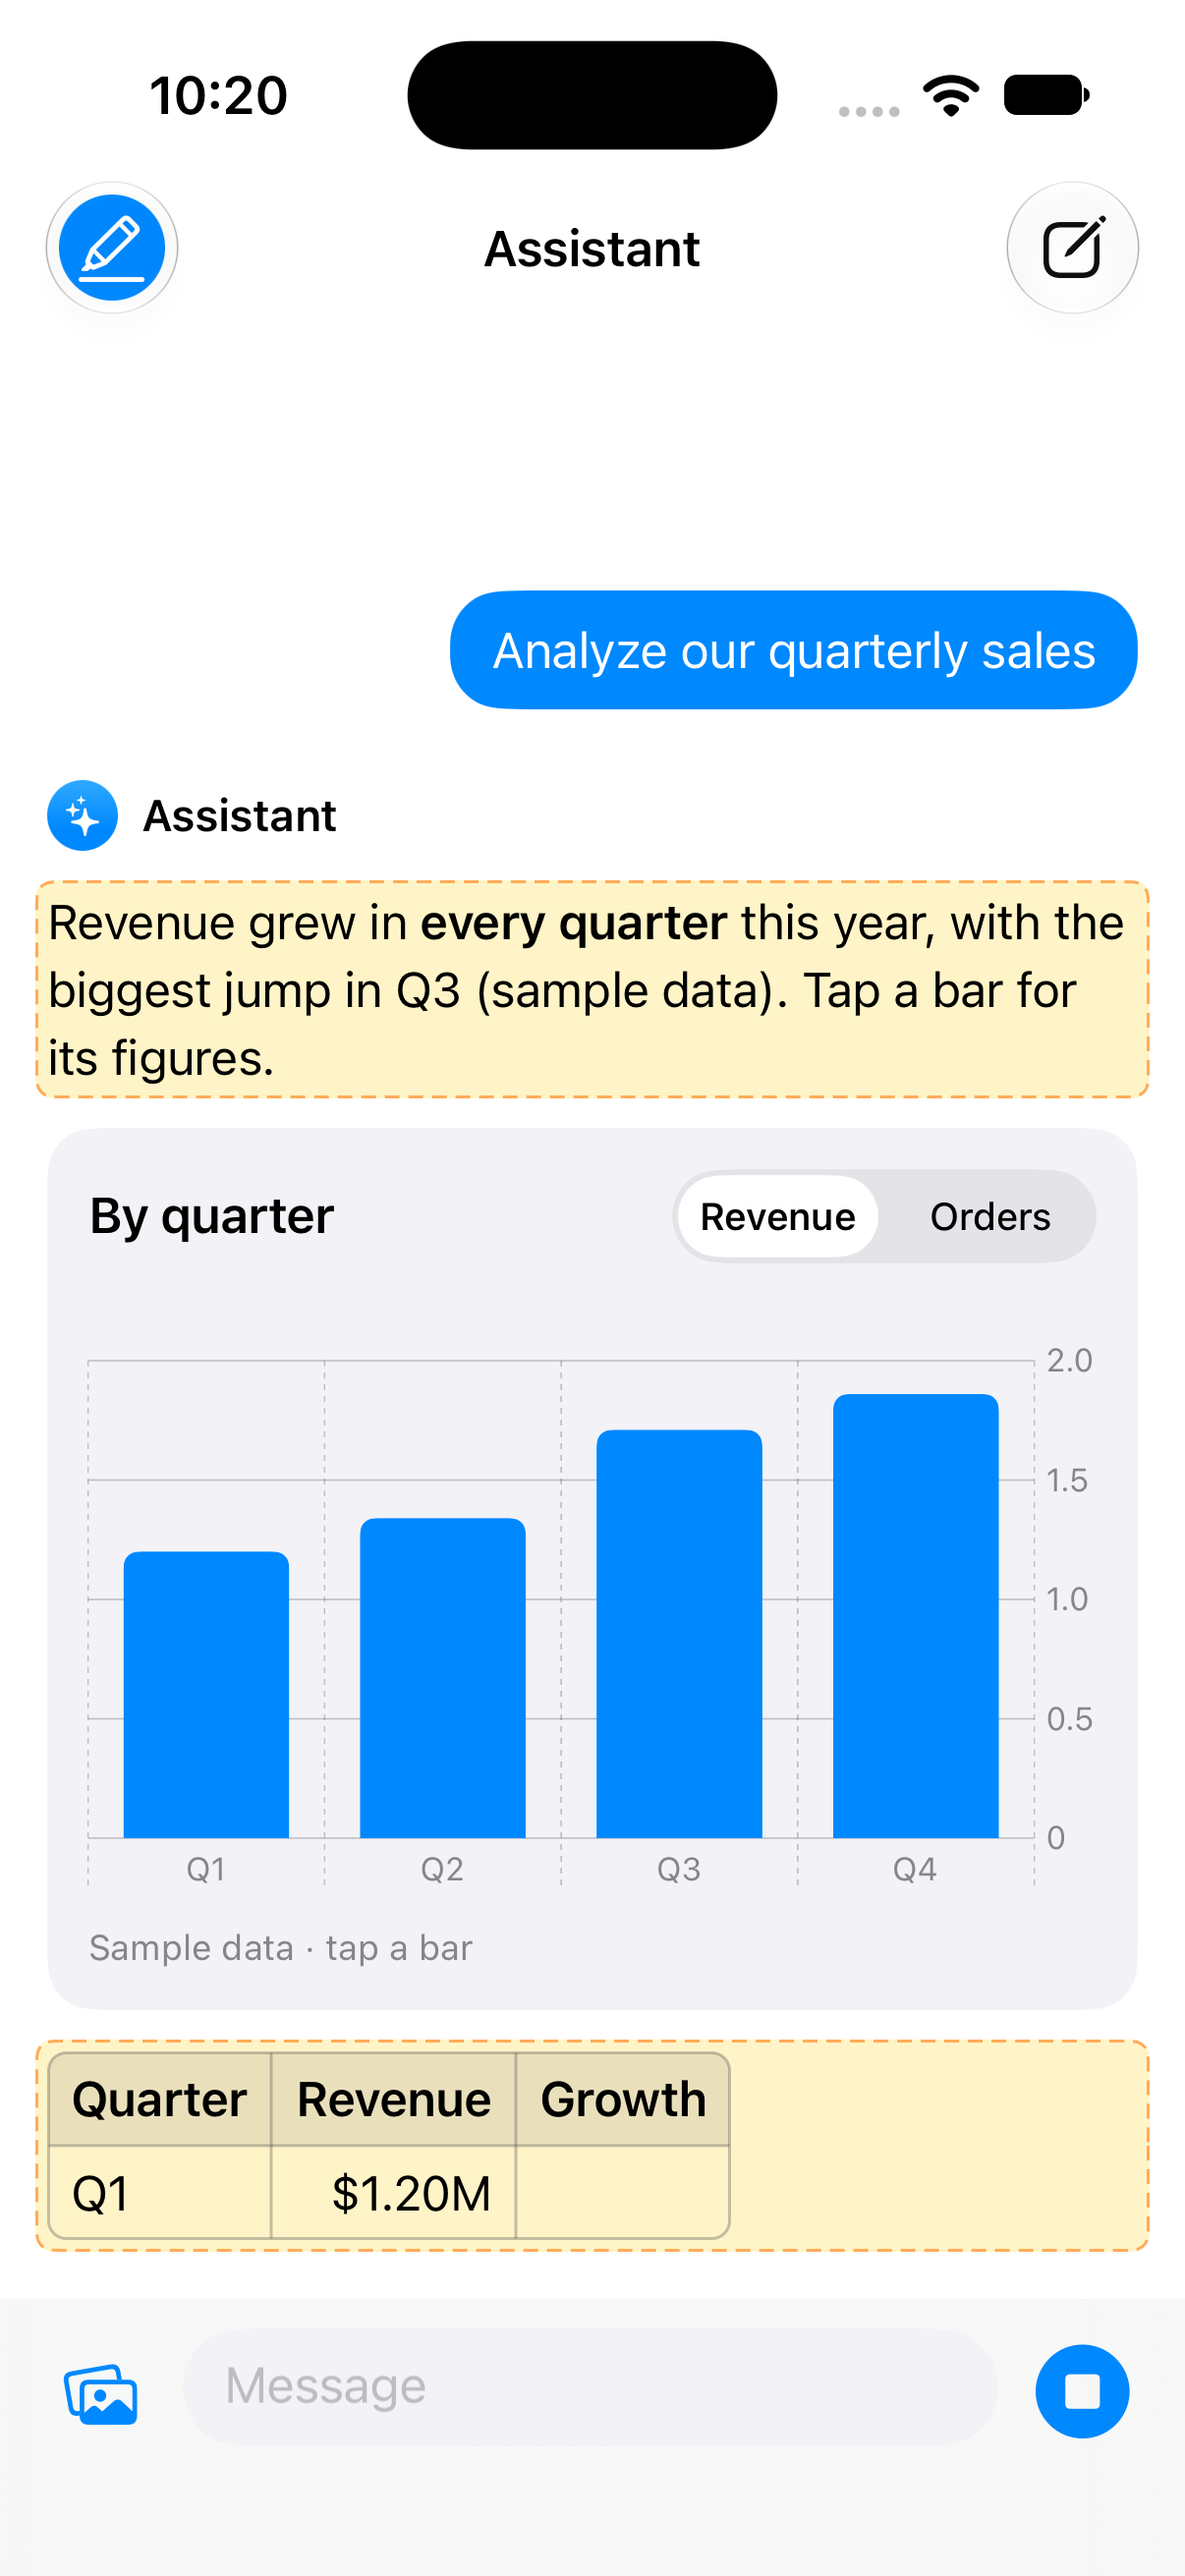 10:20
Assistant
Analyze our quarterly sales
Assistant
Revenue grew in every quarter this year, with the
biggest jump in Q3 (sample data). Tap a bar for
its figures.
By quarter
Revenue
Orders
2.0
1.5
1.0
0.5
0
Q1 Q2 Q3 Q4
Sample data · tap a bar
Quarter Revenue Growth
Q1 $1.20M
Message